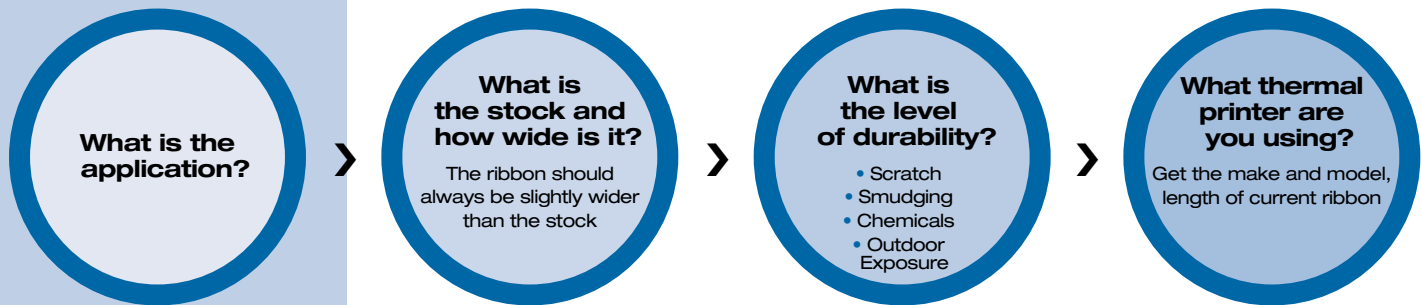 What is the
application?
❯
What is
the stock and
how wide is it?
The ribbon should
always be slightly wider
than the stock
❯
What is
the level
of durability?
• Scratch
• Smudging
• Chemicals
• Outdoor
Exposure
❯
What thermal
printer are
you using?
Get the make and model,
length of current ribbon